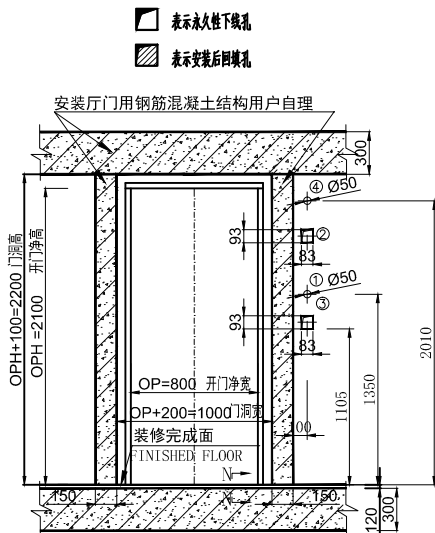 表示永久性下线孔
表示安装后回填孔
安装厅门用钢筋混凝土结构用户自理
300
④ Ø50
93
②
83
① Ø50
③
93
83
OPH+100=2200 门洞高
OPH =2100 开门净高
2010
1350
1105
OP=800 开门净宽
OP+200=1000 门洞宽
100
装修完成面
FINISHED FLOOR
N
N
150
150
120
300